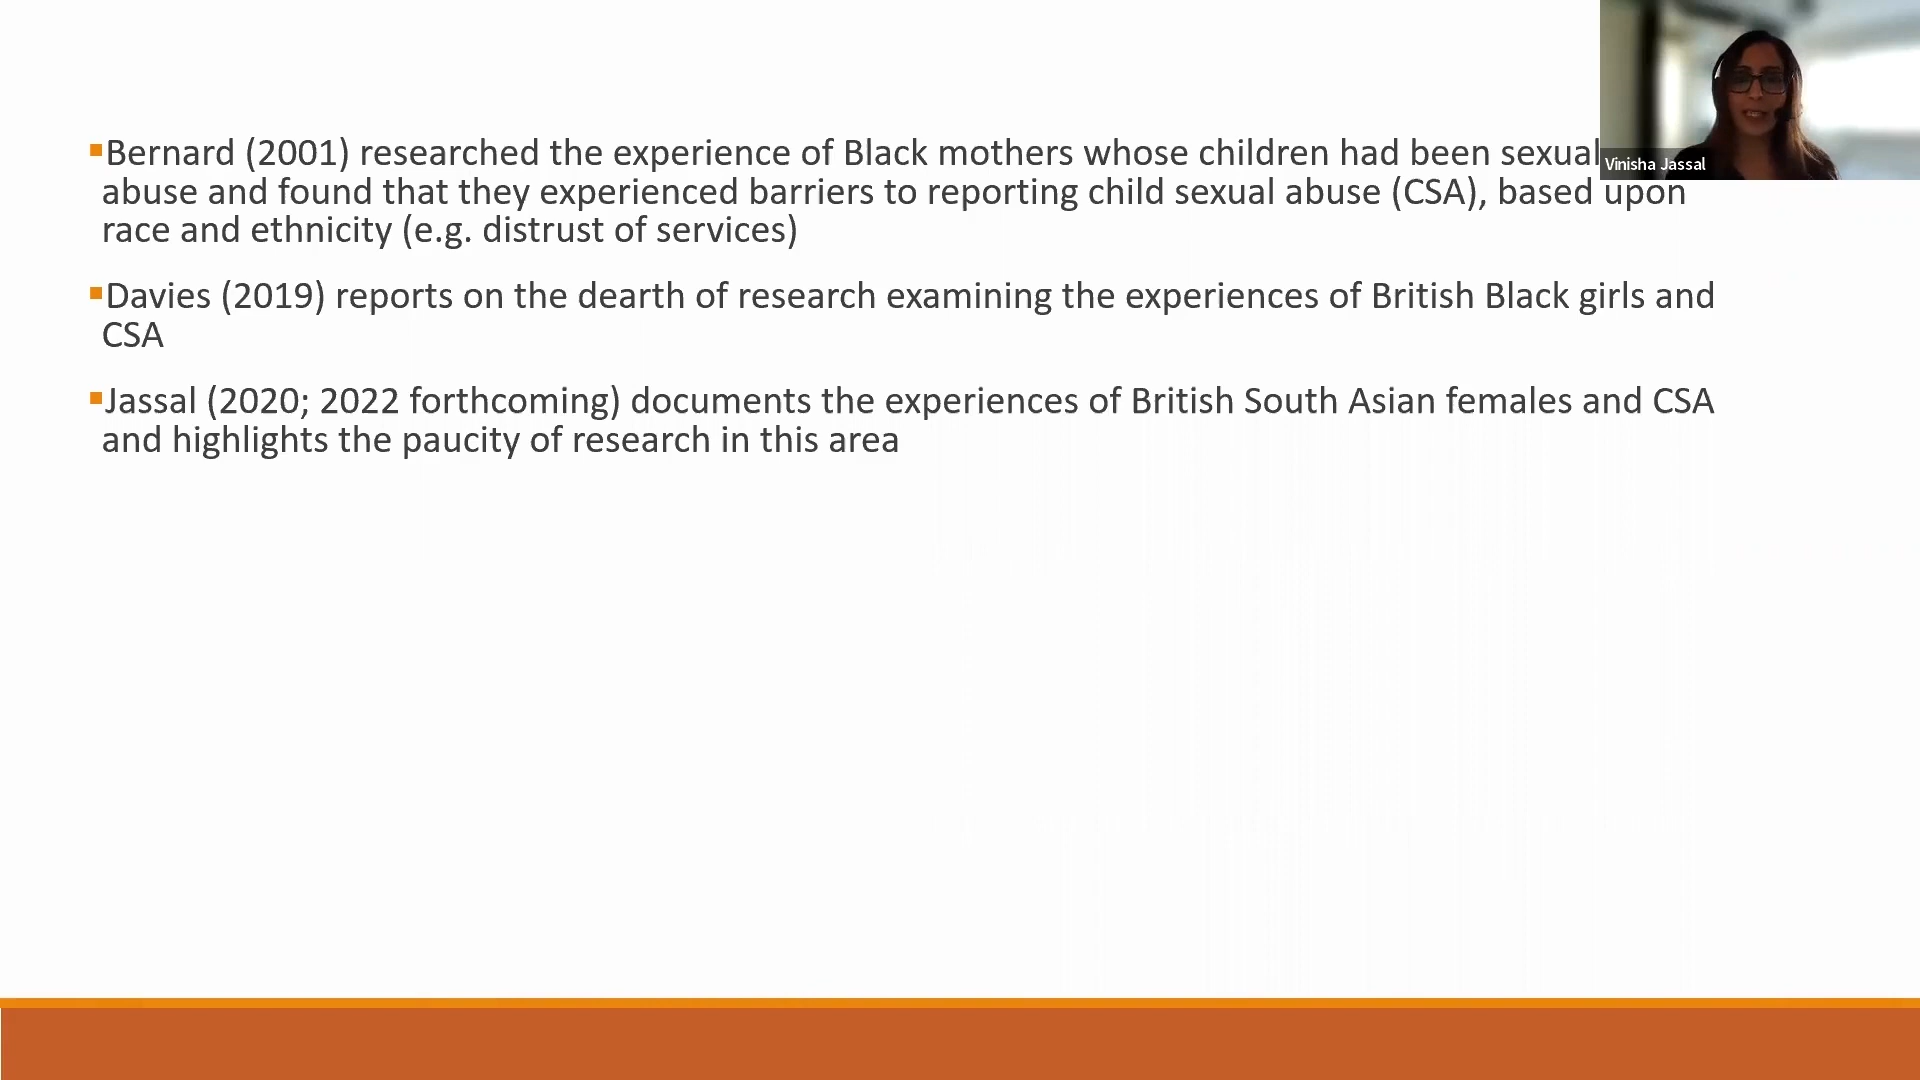 ▪Bernard (2001) researched the experience of Black mothers whose children had been sexual
abuse and found that they experienced barriers to reporting child sexual abuse (CSA), based upon
race and ethnicity (e.g. distrust of services)
▪Davies (2019) reports on the dearth of research examining the experiences of British Black girls and
CSA
▪Jassal (2020; 2022 forthcoming) documents the experiences of British South Asian females and CSA
and highlights the paucity of research in this area
Vinisha Jassal